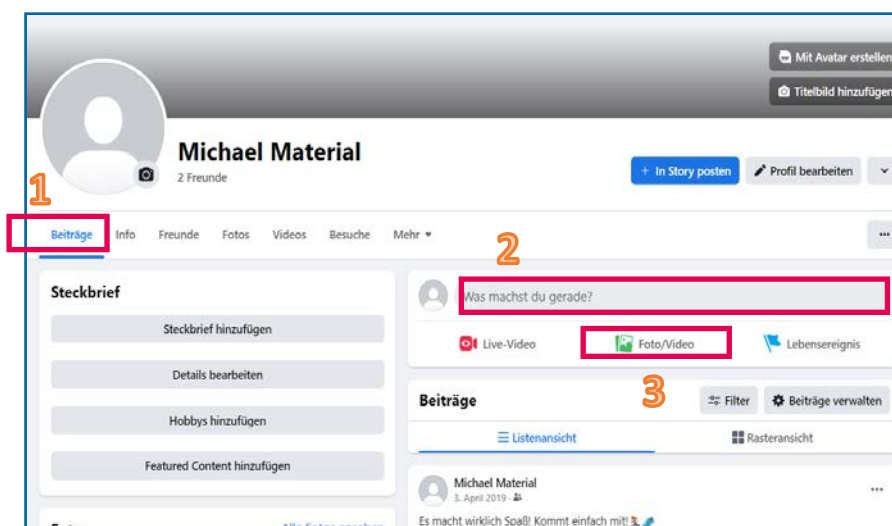 Mit Avatar erstellen
Titelbild hinzufügen
Michael Material
2 Freunde
+ In Story posten
Profil bearbeiten
1
Beiträge Info Freunde Fotos Videos Besuche Mehr
2
Steckbrief
Steckbrief hinzufügen
Details bearbeiten
Hobbys hinzufügen
Featured Content hinzufügen
Alle Fotos ansehen
Was machst du gerade?
Live-Video Foto/Video Lebensereignis
3
Beiträge Filter Beiträge verwalten
Listenansicht Rasteransicht
Michael Material
3. April 2019 ·
Es macht wirklich Spaß! Kommt einfach mit!